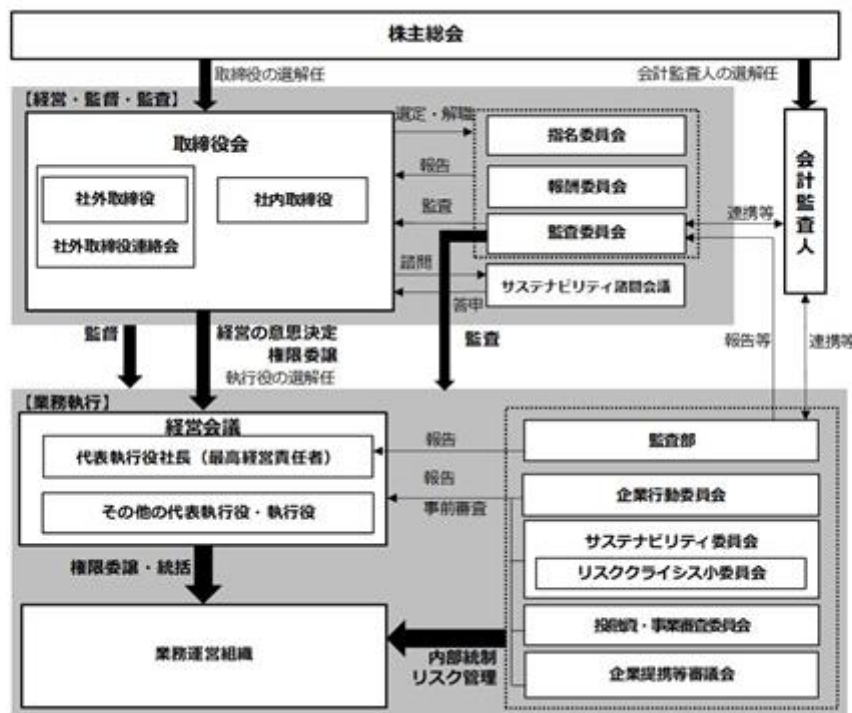 株主総会
取締役の選解任
会計監査人の選解任
【経営・監督・監査】
取締役会
社外取締役
社内取締役
社外取締役連絡会
選定・解職
報告
監査
諮問
答申
指名委員会
報酬委員会
監査委員会
サステナビリティ諮問会議
会計監査人
連携等
監督
経営の意思決定
権限委譲
執行役の選解任
監査
報告等
連携等
【業務執行】
経営会議
代表執行役社長（最高経営責任者）
その他の代表執行役・執行役
報告
報告
事前審査
監査部
企業行動委員会
サステナビリティ委員会
リスククライシス小委員会
投融資・事業審査委員会
企業提携等審議会
権限委譲・統括
業務運営組織
内部統制
リスク管理